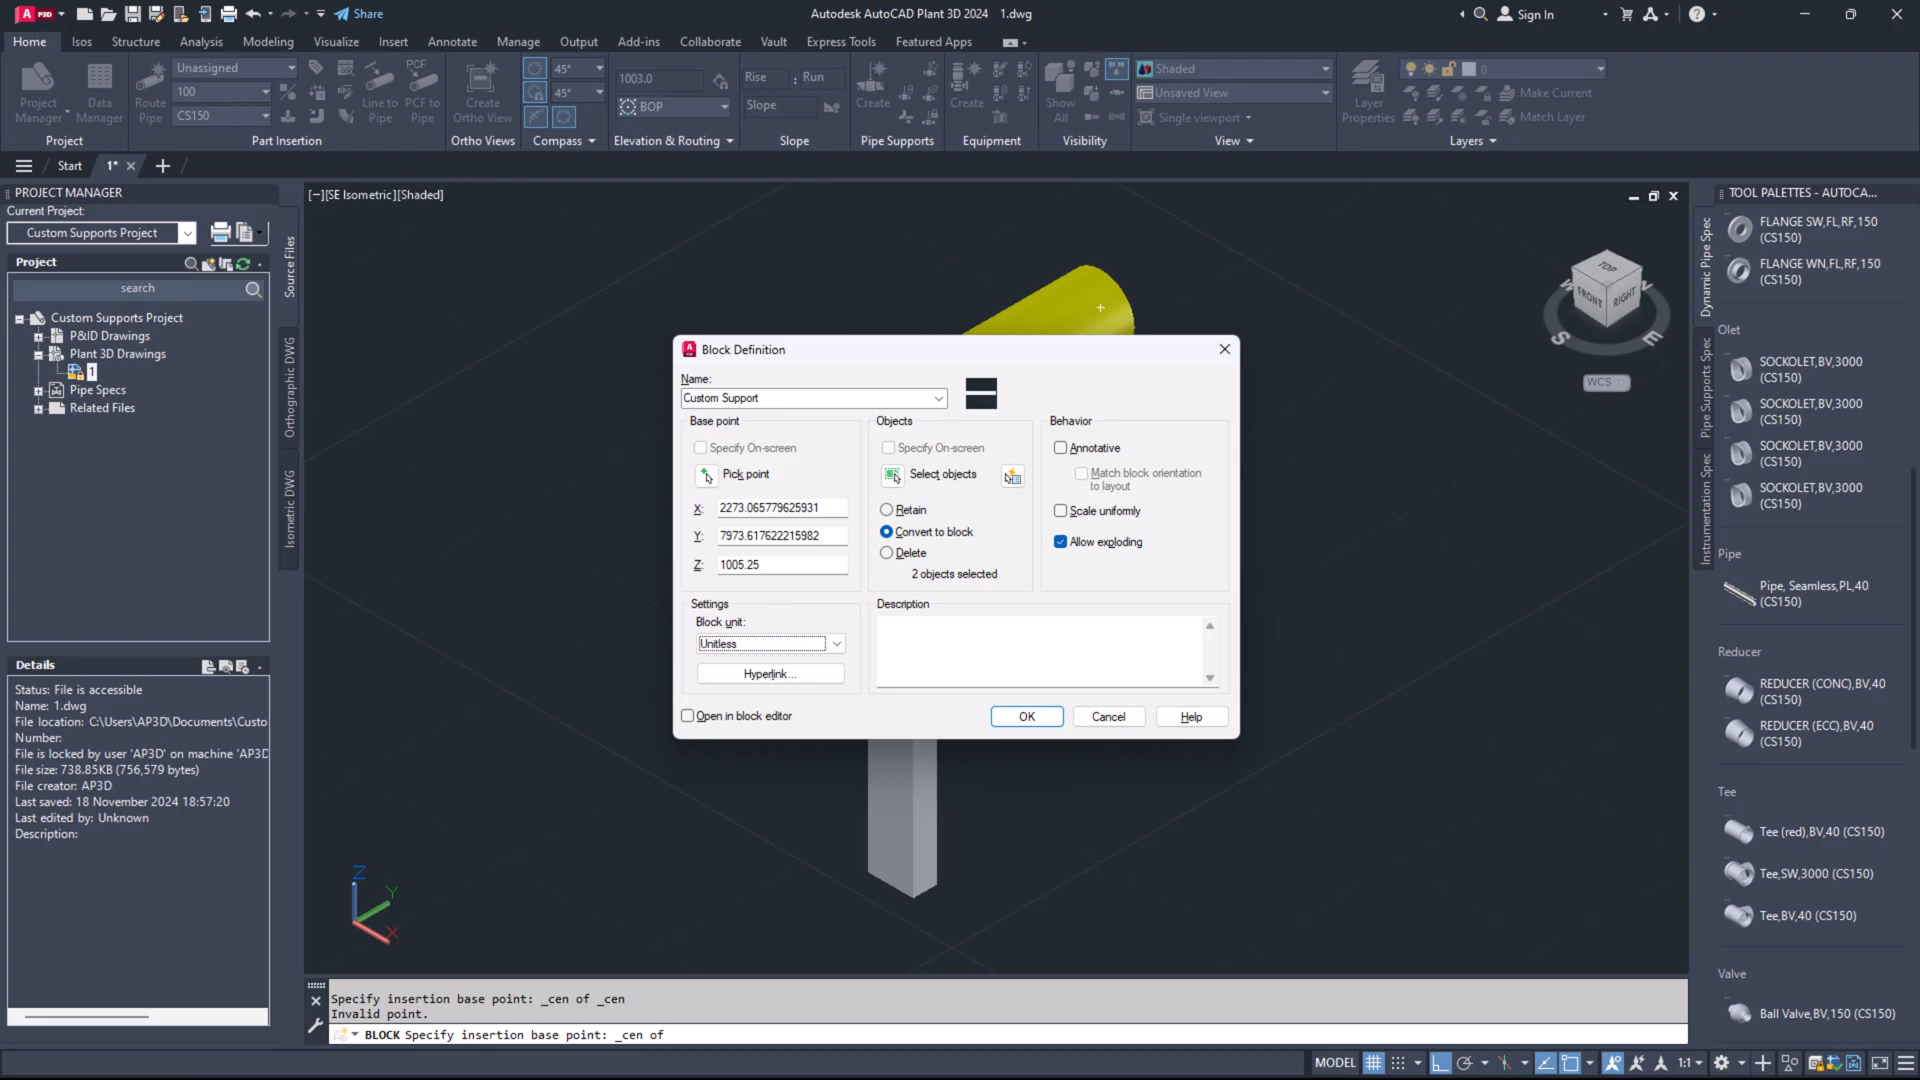 P3D
Share
Autodesk AutoCAD Plant 3D 2024   1.dwg
Sign In
Home
Isos
Structure
Analysis
Modeling
Visualize
Insert
Annotate
Manage
Output
Add-ins
Collaborate
Vault
Express Tools
Featured Apps
Project
Manager
Data
Manager
Project
Route
Pipe
Unassigned
100
CS150
Line to
Pipe
PCF
PCF to
Pipe
Part Insertion
Create
Ortho View
Ortho Views
45°
45°
Compass
1003.0
BOP
Elevation & Routing
Rise : Run
Slope
Slope
Create
Pipe Supports
Create
Equipment
Show
All
Visibility
Shaded
Unsaved View
Single viewport
View
Layer
Properties
0
Make Current
Match Layer
Layers
Start
1*
PROJECT MANAGER
Current Project:
Custom Supports Project
Project
search
Custom Supports Project
P&ID Drawings
Plant 3D Drawings
1
Pipe Specs
Related Files
Source Files
Orthographic DWG
Isometric DWG
Details
Status: File is accessible
Name: 1.dwg
File location: C:\Users\AP3D\Documents\Custo
Number:
File is locked by user 'AP3D' on machine 'AP3D
File size: 738.85KB (756,579 bytes)
File creator: AP3D
Last saved: 18 November 2024 18:57:20
Last edited by: Unknown
Description:
[−][SE Isometric][Shaded]
TOP
FRONT
RIGHT
W
N
S
E
WCS
Block Definition
Name:
Custom Support
Base point
Specify On-screen
Pick point
X: 2273.065779625931
Y: 7973.617622215982
Z: 1005.25
Objects
Specify On-screen
Select objects
Retain
Convert to block
Delete
2 objects selected
Behavior
Annotative
Match block orientation
to layout
Scale uniformly
Allow exploding
Settings
Block unit:
Unitless
Hyperlink...
Description
Open in block editor
OK
Cancel
Help
Z
Y
X
Specify insertion base point: _cen of _cen
Invalid point.
BLOCK Specify insertion base point: _cen of
TOOL PALETTES - AUTOCA...
Dynamic Pipe Spec
Pipe Supports Spec
Instrumentation Spec
FLANGE SW,FL,RF,150
(CS150)
FLANGE WN,FL,RF,150
(CS150)
Olet
SOCKOLET,BV,3000
(CS150)
SOCKOLET,BV,3000
(CS150)
SOCKOLET,BV,3000
(CS150)
SOCKOLET,BV,3000
(CS150)
Pipe
Pipe, Seamless,PL,40
(CS150)
Reducer
REDUCER (CONC),BV,40
(CS150)
REDUCER (ECC),BV,40
(CS150)
Tee
Tee (red),BV,40 (CS150)
Tee,SW,3000 (CS150)
Tee,BV,40 (CS150)
Valve
Ball Valve,BV,150 (CS150)
MODEL
1:1